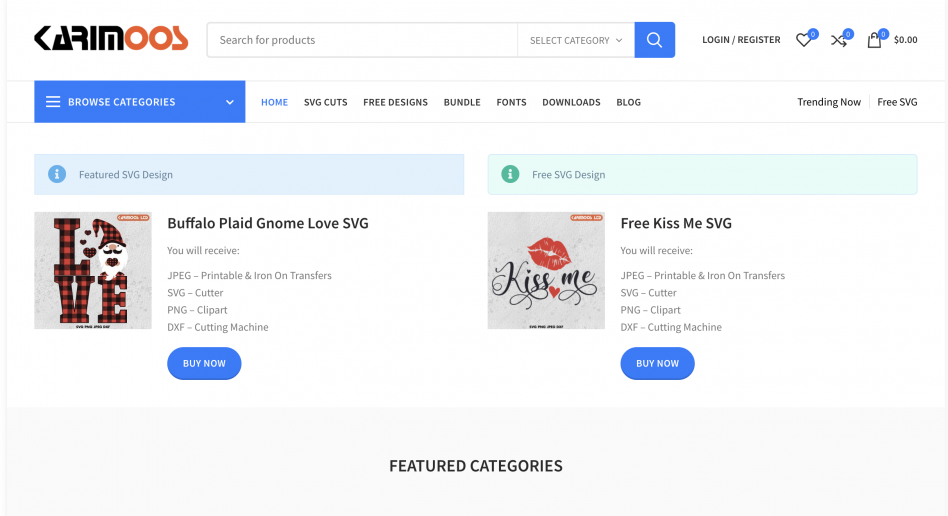 KARIMOOS
Search for products
SELECT CATEGORY
LOGIN / REGISTER
0
0
0
$0.00
BROWSE CATEGORIES
HOME
SVG CUTS
FREE DESIGNS
BUNDLE
FONTS
DOWNLOADS
BLOG
Trending Now
Free SVG
Featured SVG Design
KARIMOOS LCD
LOVE
SVG PNG JPEG DXF
Buffalo Plaid Gnome Love SVG
You will receive:
JPEG – Printable & Iron On Transfers
SVG – Cutter
PNG – Clipart
DXF – Cutting Machine
BUY NOW
Free SVG Design
KARIMOOS LCD
Kiss me
SVG PNG JPEG DXF
Free Kiss Me SVG
You will receive:
JPEG – Printable & Iron On Transfers
SVG – Cutter
PNG – Clipart
DXF – Cutting Machine
BUY NOW
FEATURED CATEGORIES